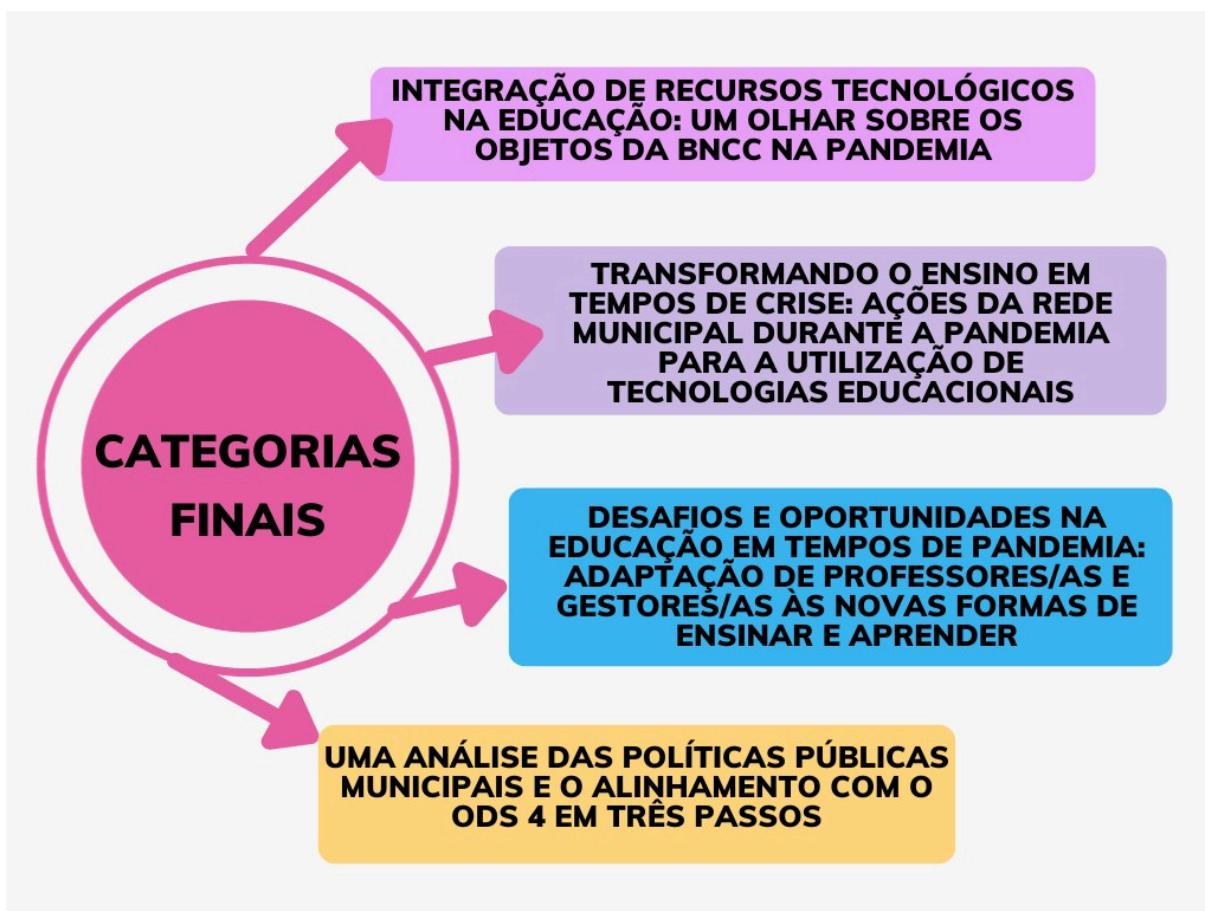 INTEGRAÇÃO DE RECURSOS TECNOLÓGICOS
NA EDUCAÇÃO: UM OLHAR SOBRE OS
OBJETOS DA BNCC NA PANDEMIA
TRANSFORMANDO O ENSINO EM
TEMPOS DE CRISE: AÇÕES DA REDE
MUNICIPAL DURANTE A PANDEMIA
PARA A UTILIZAÇÃO DE
TECNOLOGIAS EDUCACIONAIS
CATEGORIAS
FINAIS
DESAFIOS E OPORTUNIDADES NA
EDUCAÇÃO EM TEMPOS DE PANDEMIA:
ADAPTAÇÃO DE PROFESSORES/AS E
GESTORES/AS ÀS NOVAS FORMAS DE
ENSINAR E APRENDER
UMA ANÁLISE DAS POLÍTICAS PÚBLICAS
MUNICIPAIS E O ALINHAMENTO COM O
ODS 4 EM TRÊS PASSOS